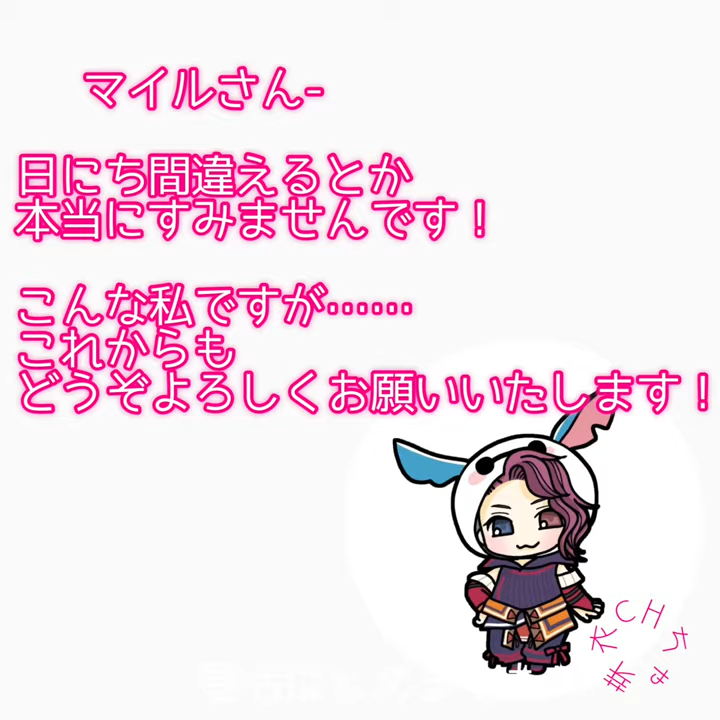 マイルさん-
日にち間違えるとか
本当にすみませんです!
こんな私ですが……
これからも
どうぞよろしくお願いいたします!